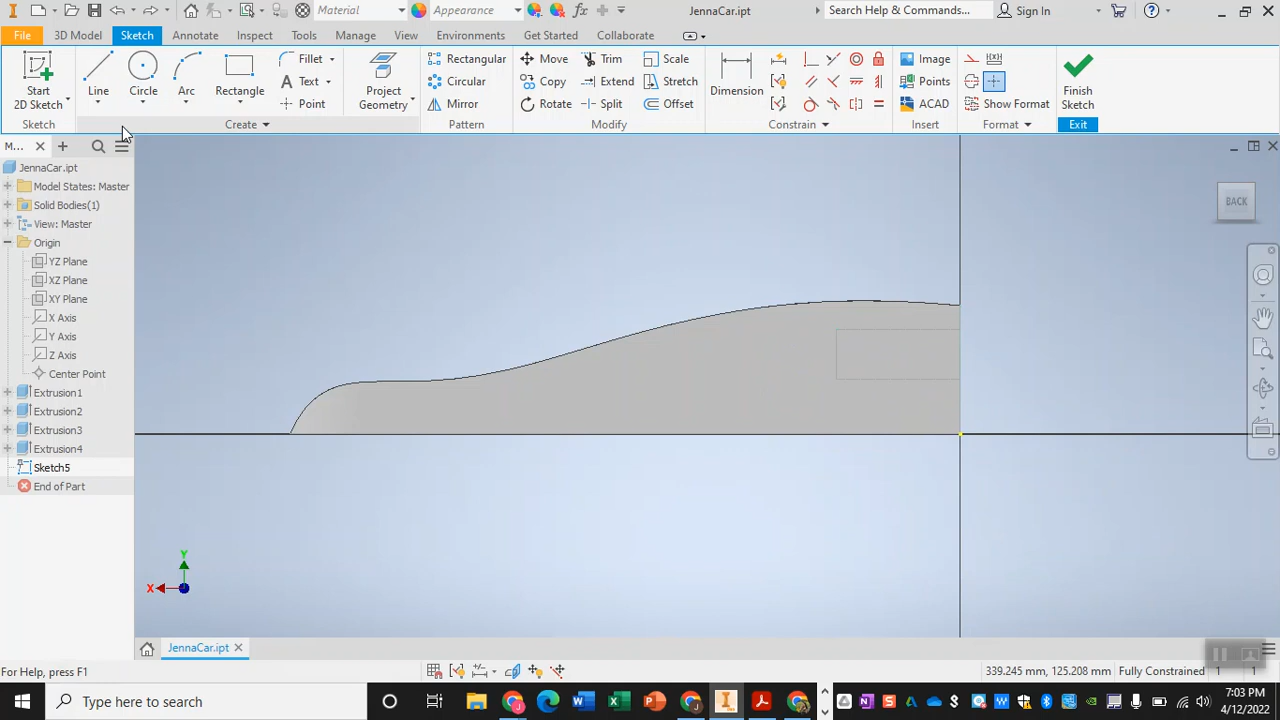 Material
Appearance
JennaCar.ipt
Search Help & Commands...
Sign In
File
3D Model
Sketch
Annotate
Inspect
Tools
Manage
View
Environments
Get Started
Collaborate
Start
2D Sketch
Line
Circle
Arc
Rectangle
Fillet
Text
Point
Project
Geometry
Rectangular
Circular
Mirror
Move
Copy
Rotate
Trim
Extend
Split
Scale
Stretch
Offset
Dimension
Image
Points
ACAD
Show Format
Finish
Sketch
Sketch
Create
Pattern
Modify
Constrain
Insert
Format
Exit
M...
JennaCar.ipt
Model States: Master
Solid Bodies(1)
View: Master
Origin
YZ Plane
XZ Plane
XY Plane
X Axis
Y Axis
Z Axis
Center Point
Extrusion1
Extrusion2
Extrusion3
Extrusion4
Sketch5
End of Part
BACK
Y
X
JennaCar.ipt
For Help, press F1
339.245 mm, 125.208 mm
Fully Constrained
1
1
Type here to search
7:03 PM
4/12/2022